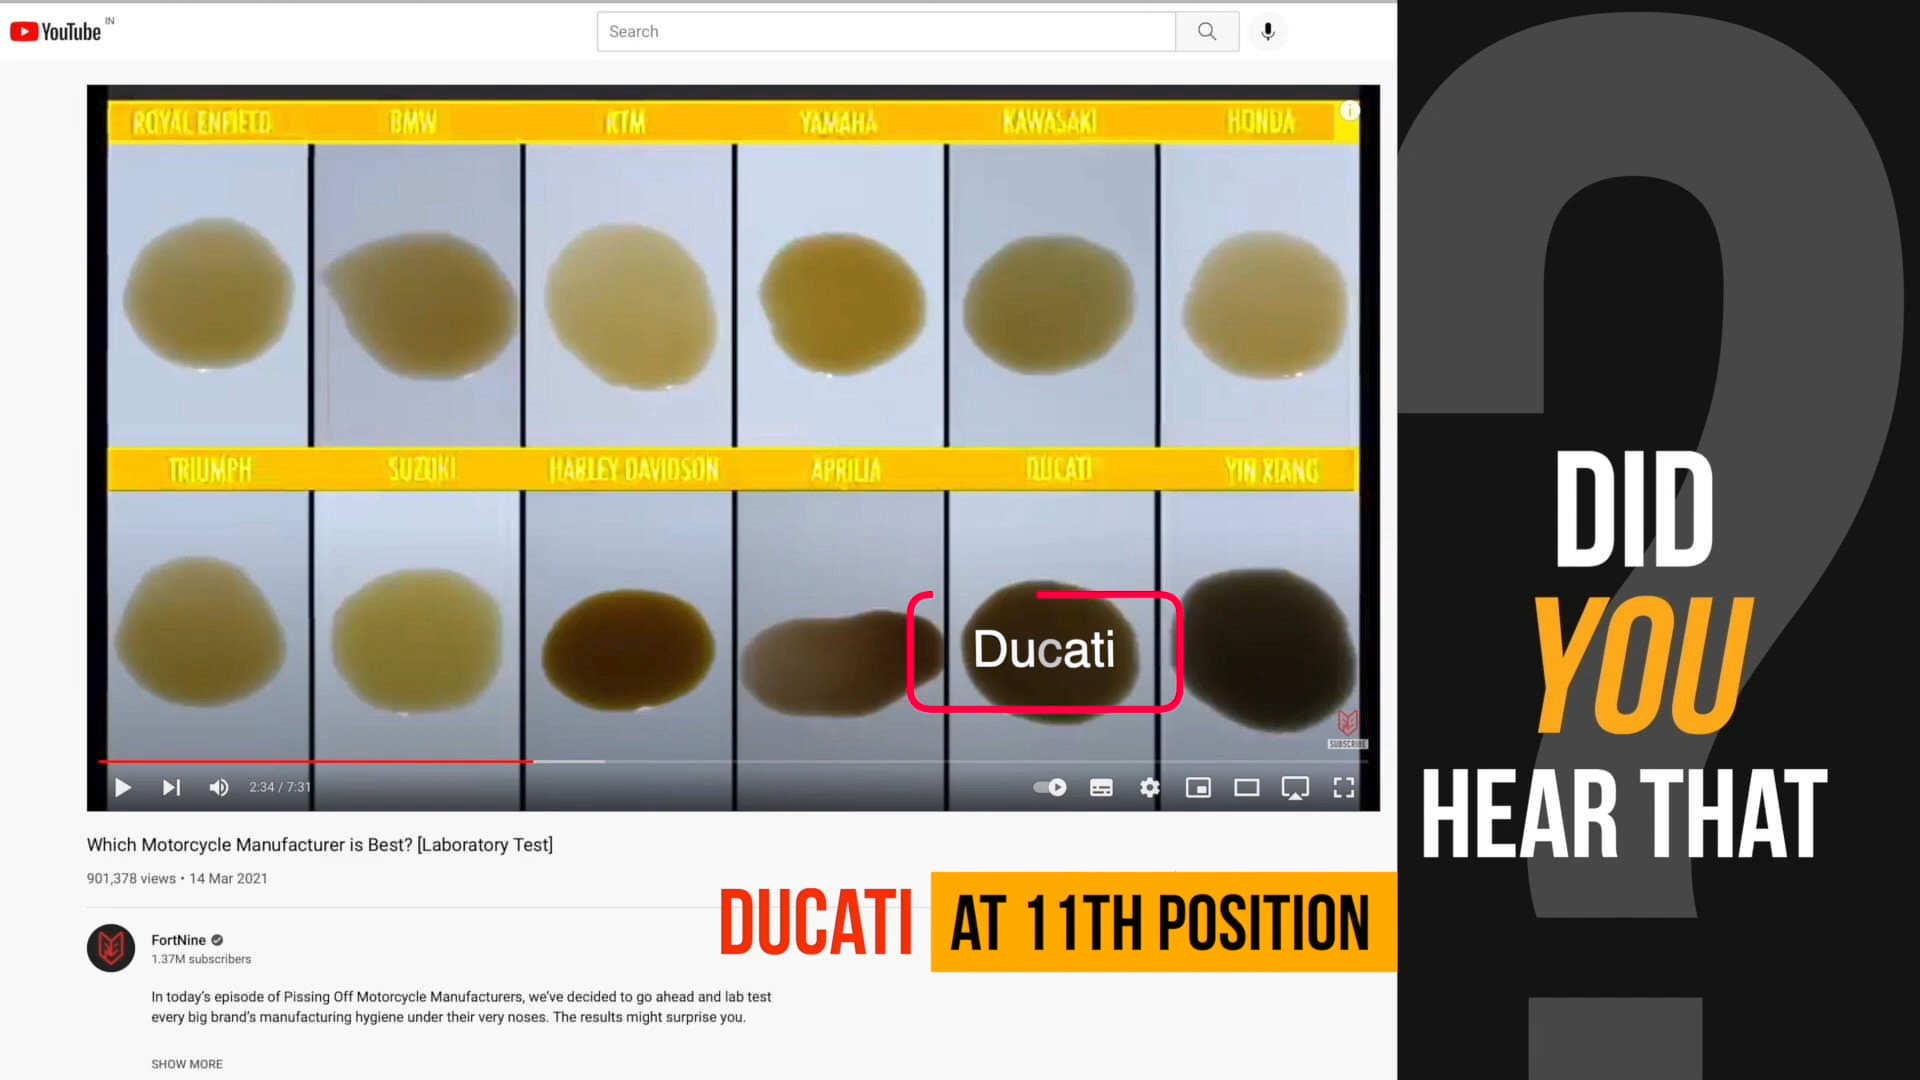 YouTube IN
Search
ROYAL ENFIELD BMW KTM YAMAHA KAWASAKI HONDA
TRIUMPH SUZUKI HARLEY DAVIDSON APRILIA DUCATI YIN XIANG
Ducati
SUBSCRIBE
2:34 / 7:31
Which Motorcycle Manufacturer is Best? [Laboratory Test]
901,378 views • 14 Mar 2021
DUCATI AT 11TH POSITION
FortNine
1.37M subscribers
In today's episode of Pissing Off Motorcycle Manufacturers, we've decided to go ahead and lab test
every big brand's manufacturing hygiene under their very noses. The results might surprise you.
SHOW MORE
DID
YOU
HEAR THAT